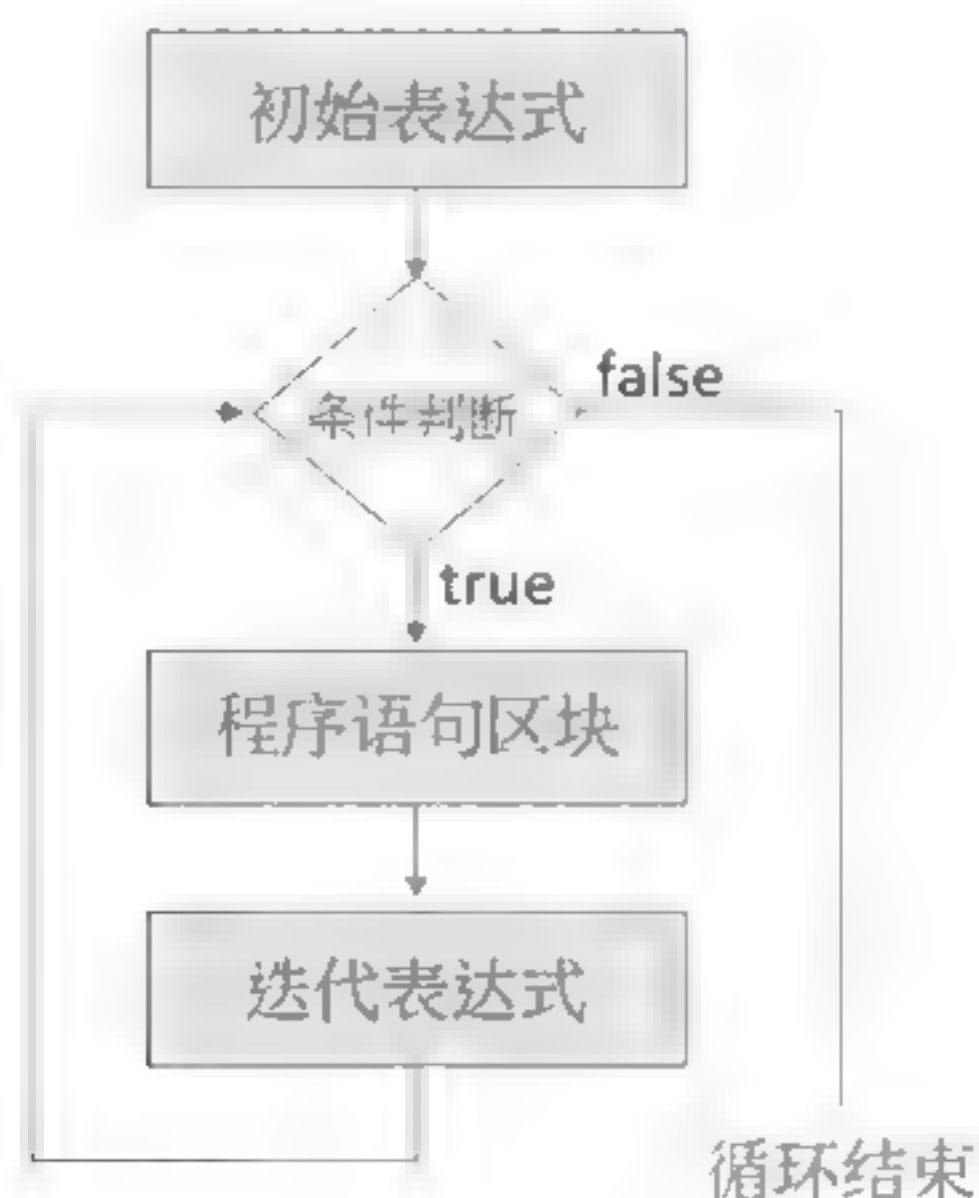 初始表达式
条件判断
false
true
程序语句区块
迭代表达式
循环结束